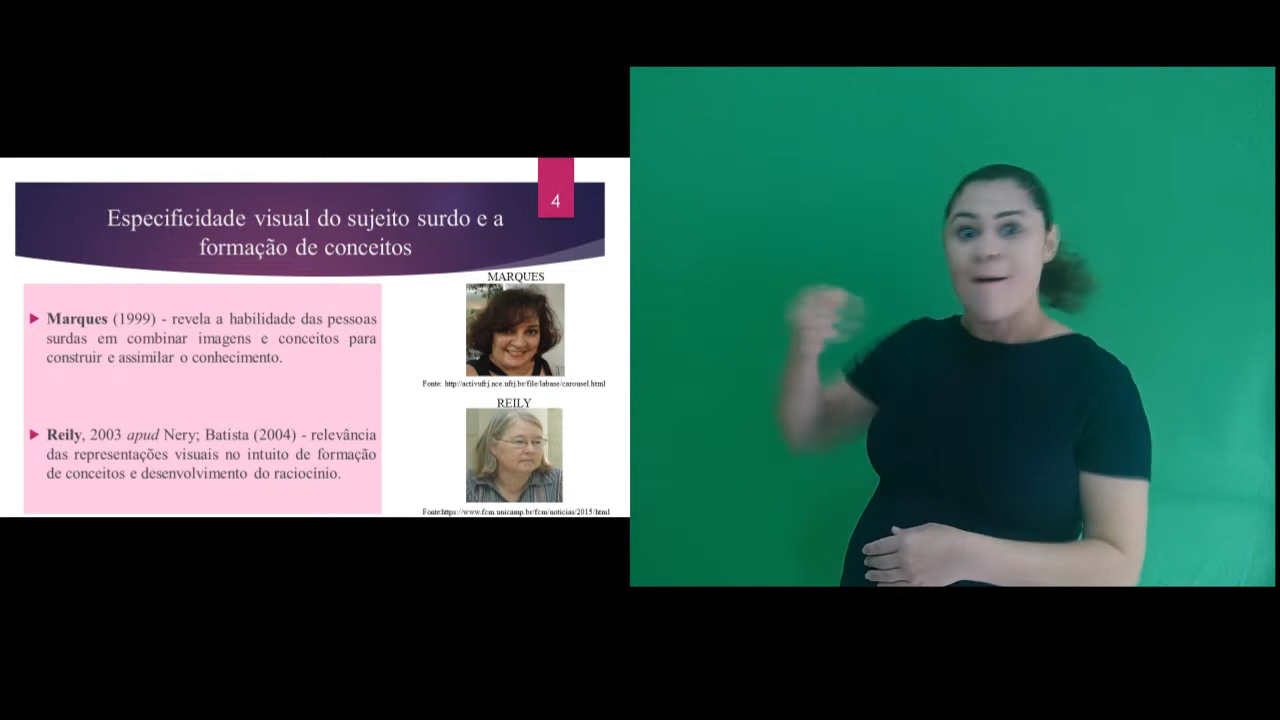 4
Especificidade visual do sujeito surdo e a
formação de conceitos
Marques (1999) - revela a habilidade das pessoas
surdas em combinar imagens e conceitos para
construir e assimilar o conhecimento.
Reily, 2003 apud Nery; Batista (2004) - relevância
das representações visuais no intuito de formação
de conceitos e desenvolvimento do raciocínio.
MARQUES
Fonte: http://activufrj.nce.ufrj.br/file/labase/carousel.html
REILY
Fonte:https://www.fcm.unicamp.br/fcm/noticias/2015/html